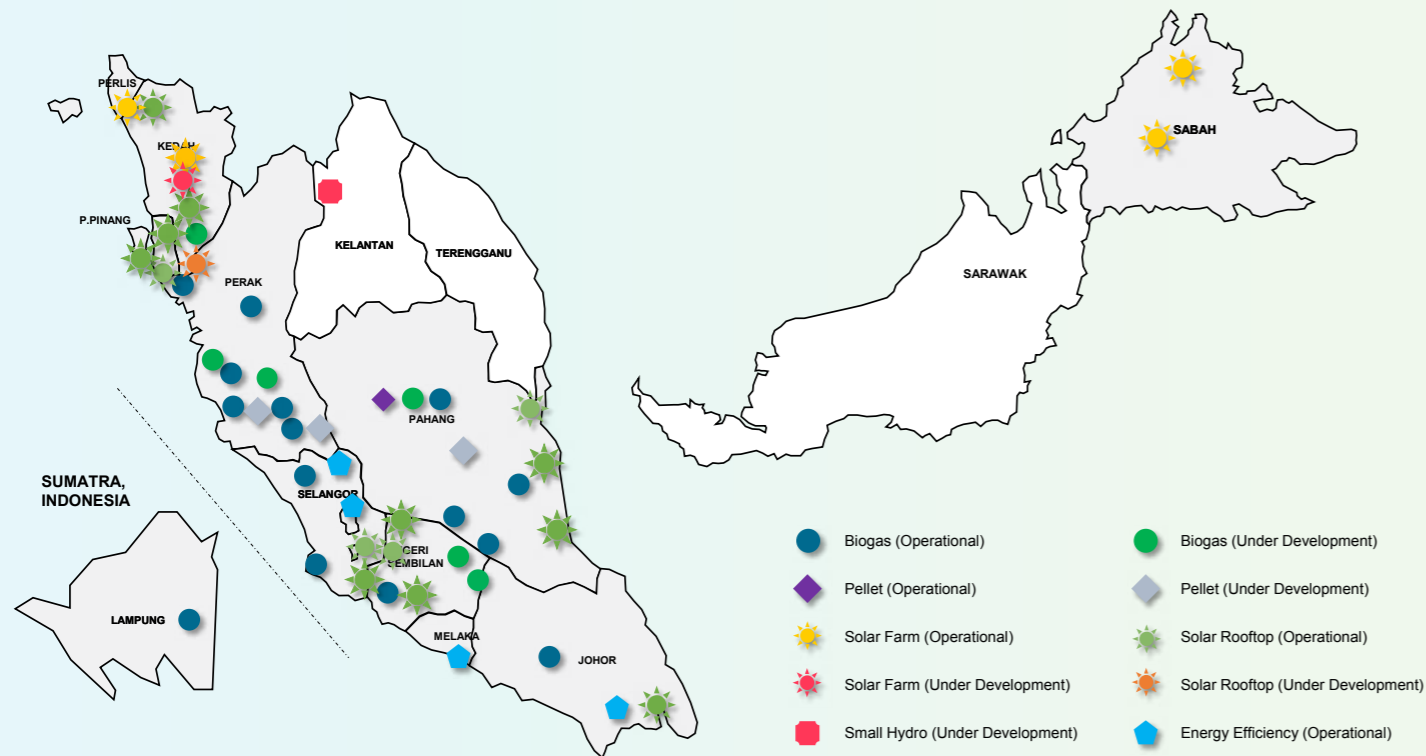 PERLIS
KEDAH
P.PINANG
PERAK
KELANTAN
TERENGGANU
SABAH
SARAWAK
PAHANG
SUMATRA,
INDONESIA
SELANGOR
SEMBILAN
LAMPUNG
MELAKA
JOHOR
Biogas (Operational)
Biogas (Under Development)
Pellet (Operational)
Pellet (Under Development)
Solar Farm (Operational)
Solar Rooftop (Operational)
Solar Farm (Under Development)
Solar Rooftop (Under Development)
Small Hydro (Under Development)
Energy Efficiency (Operational)